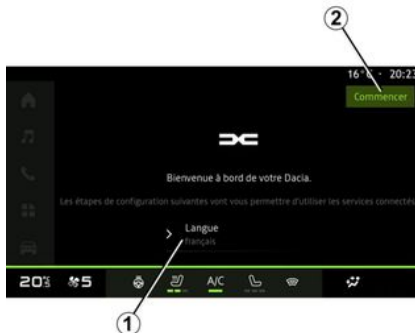 2
16°C · 20:23
Commencer
Bienvenue à bord de votre Dacia.
Les étapes de configuration suivantes vont vous permettre d'utiliser les services connectés
Langue
français
5
A/C
1